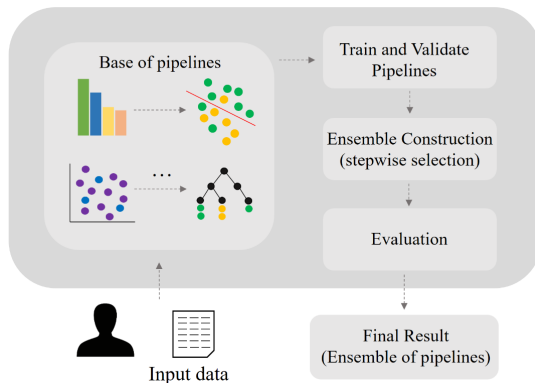 Base of pipelines
...
Train and Validate
Pipelines
Ensemble Construction
(stepwise selection)
Evaluation
Final Result
(Ensemble of pipelines)
Input data